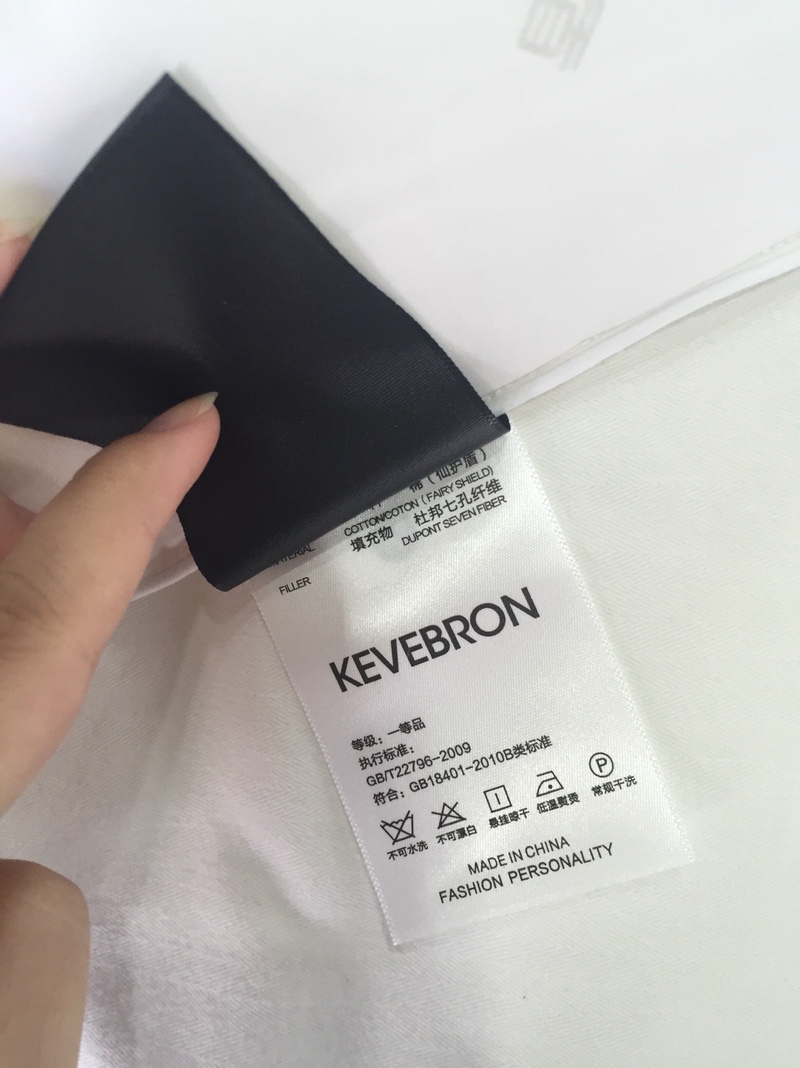 棉（仙护盾）
COTTON/COTON（FAIRY SHIELD）
填充物 杜邦七孔纤维
DUPONT SEVEN FIBER
FILLER
KEVEBRON
等级：一等品
执行标准：
GB/T22796-2009
符合：GB18401-2010B类标准
不可水洗 不可漂白 悬挂晾干 低温熨烫 常规干洗
P
MADE IN CHINA
FASHION PERSONALITY